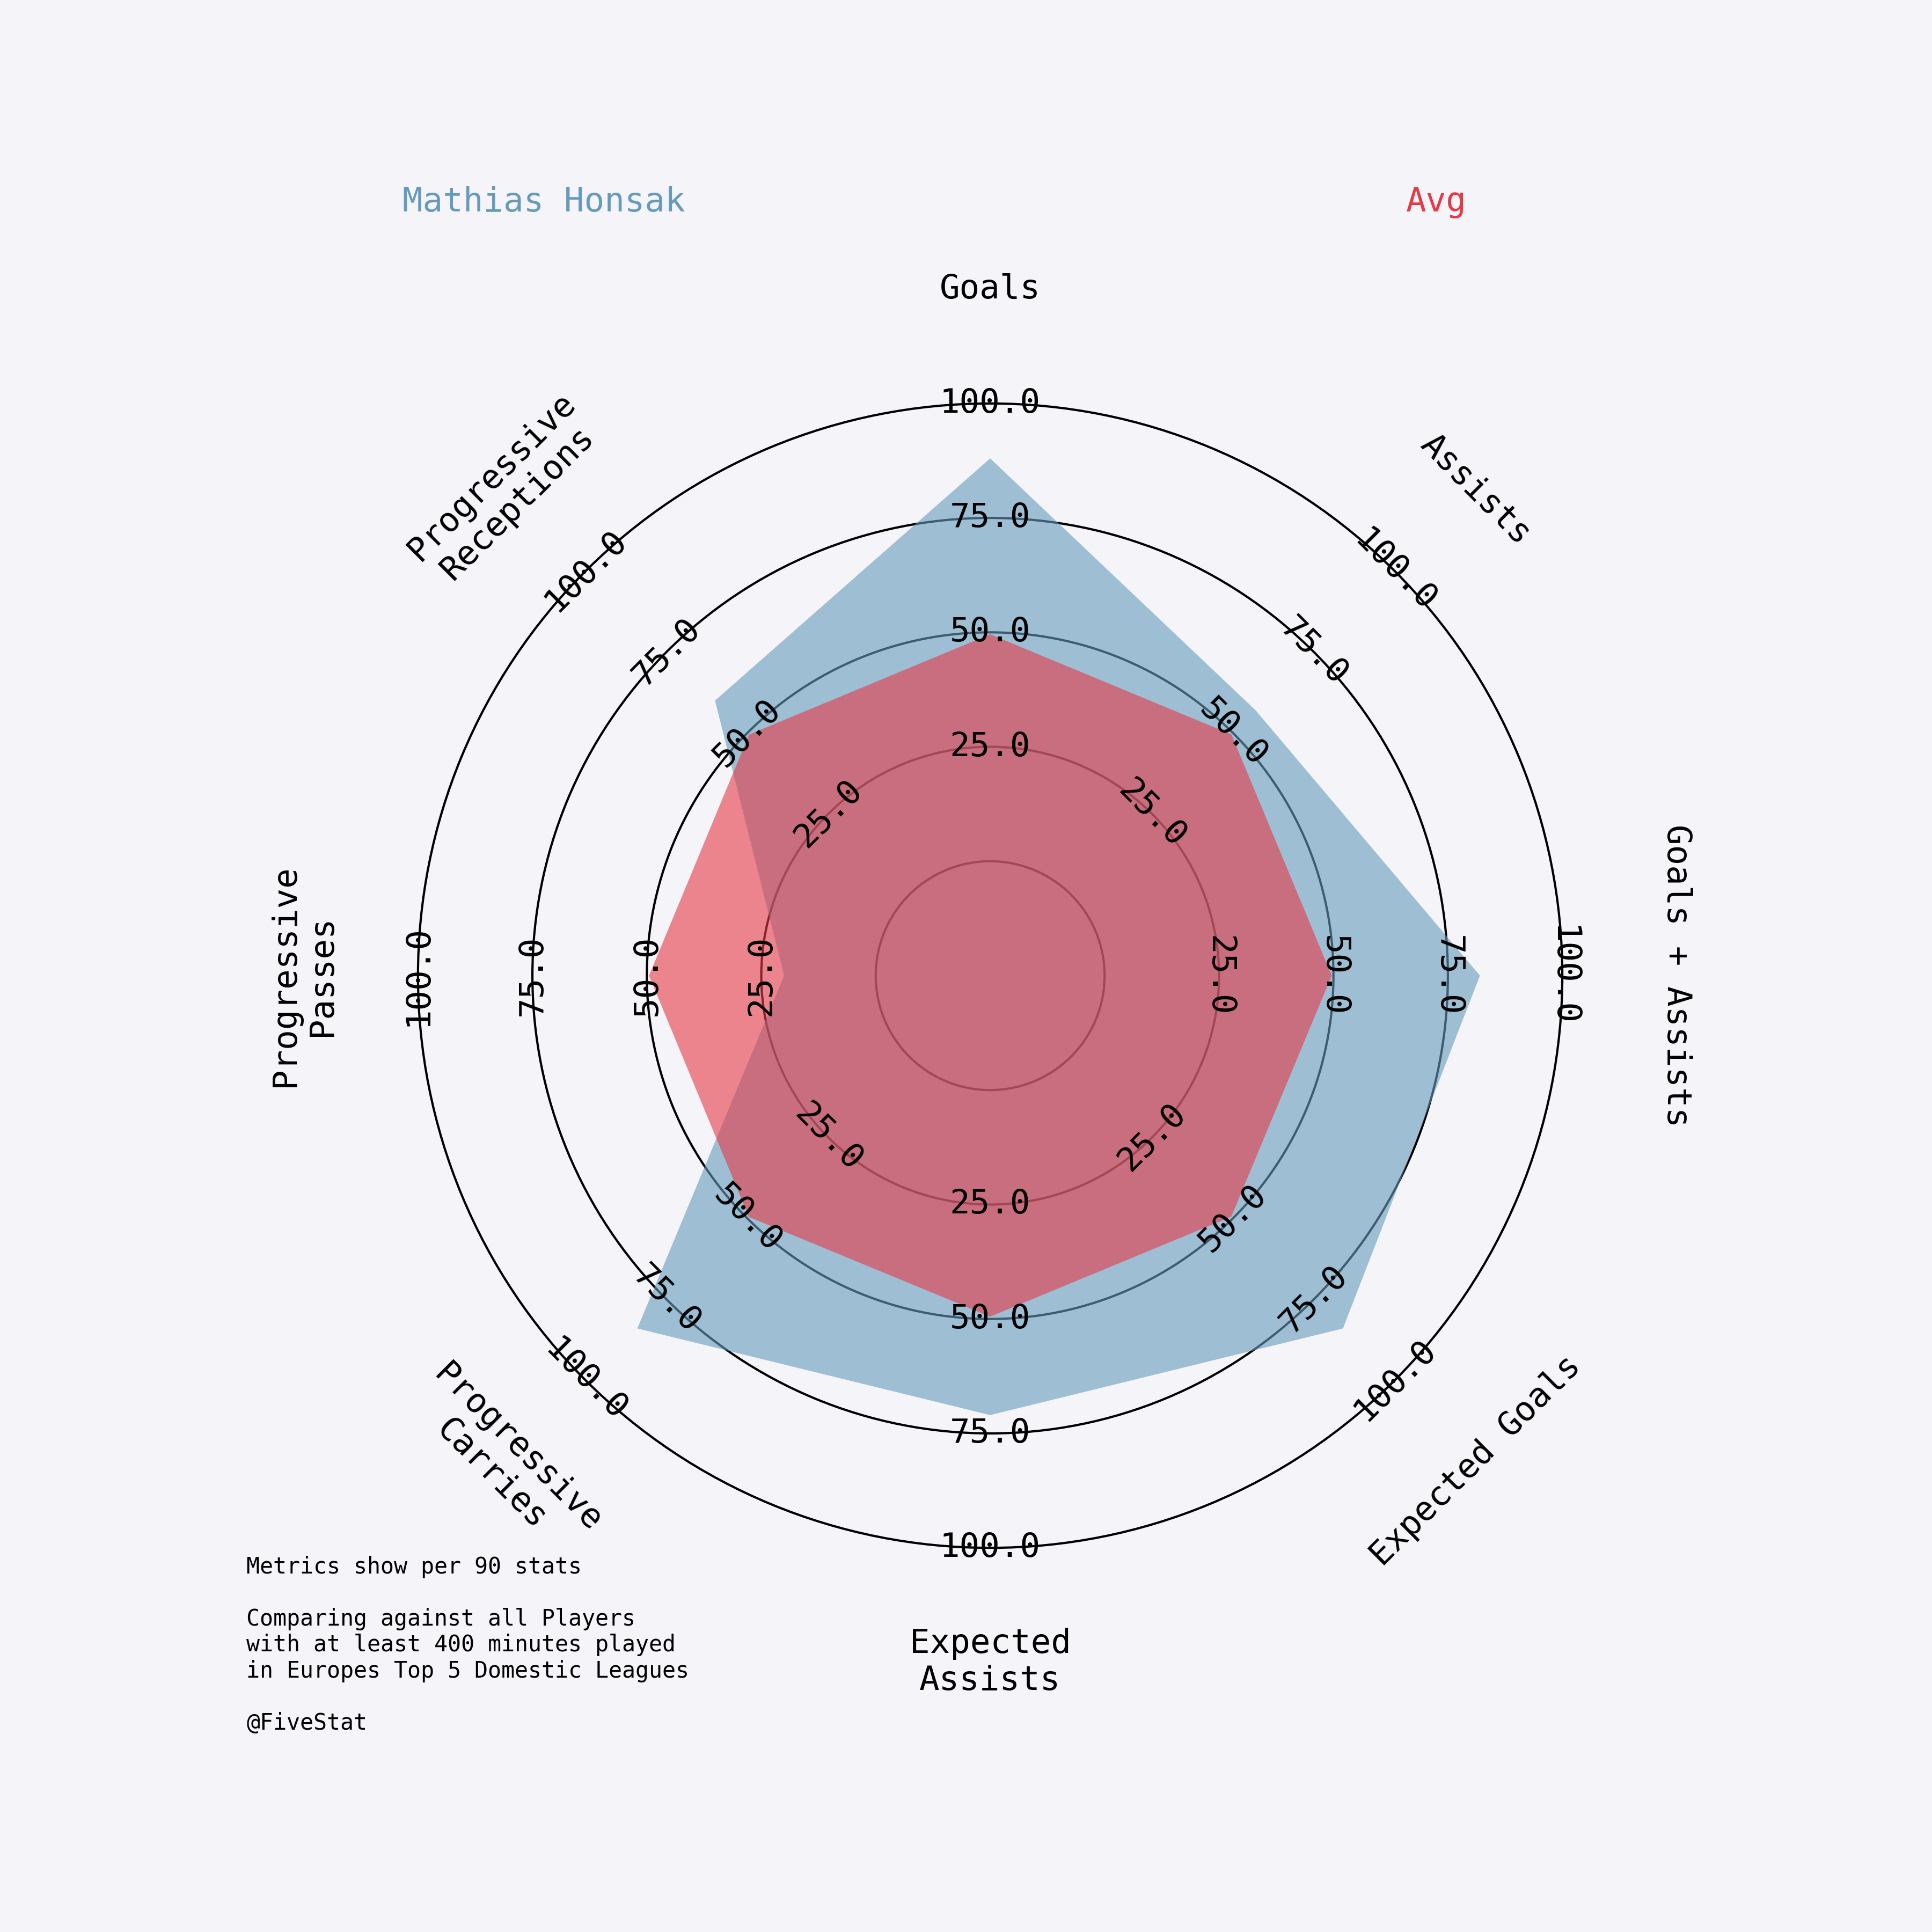 Mathias Honsak
Avg
Goals
Assists
Goals + Assists
Expected Goals
Expected
Assists
Progressive
Carries
Progressive
Passes
Progressive
Receptions
25.0
50.0
75.0
100.0
25.0
50.0
75.0
100.0
25.0
50.0
75.0
100.0
25.0
50.0
75.0
100.0
25.0
50.0
75.0
100.0
25.0
50.0
75.0
100.0
25.0
50.0
75.0
100.0
25.0
50.0
75.0
100.0
Metrics show per 90 stats
Comparing against all Players
with at least 400 minutes played
in Europes Top 5 Domestic Leagues
@FiveStat